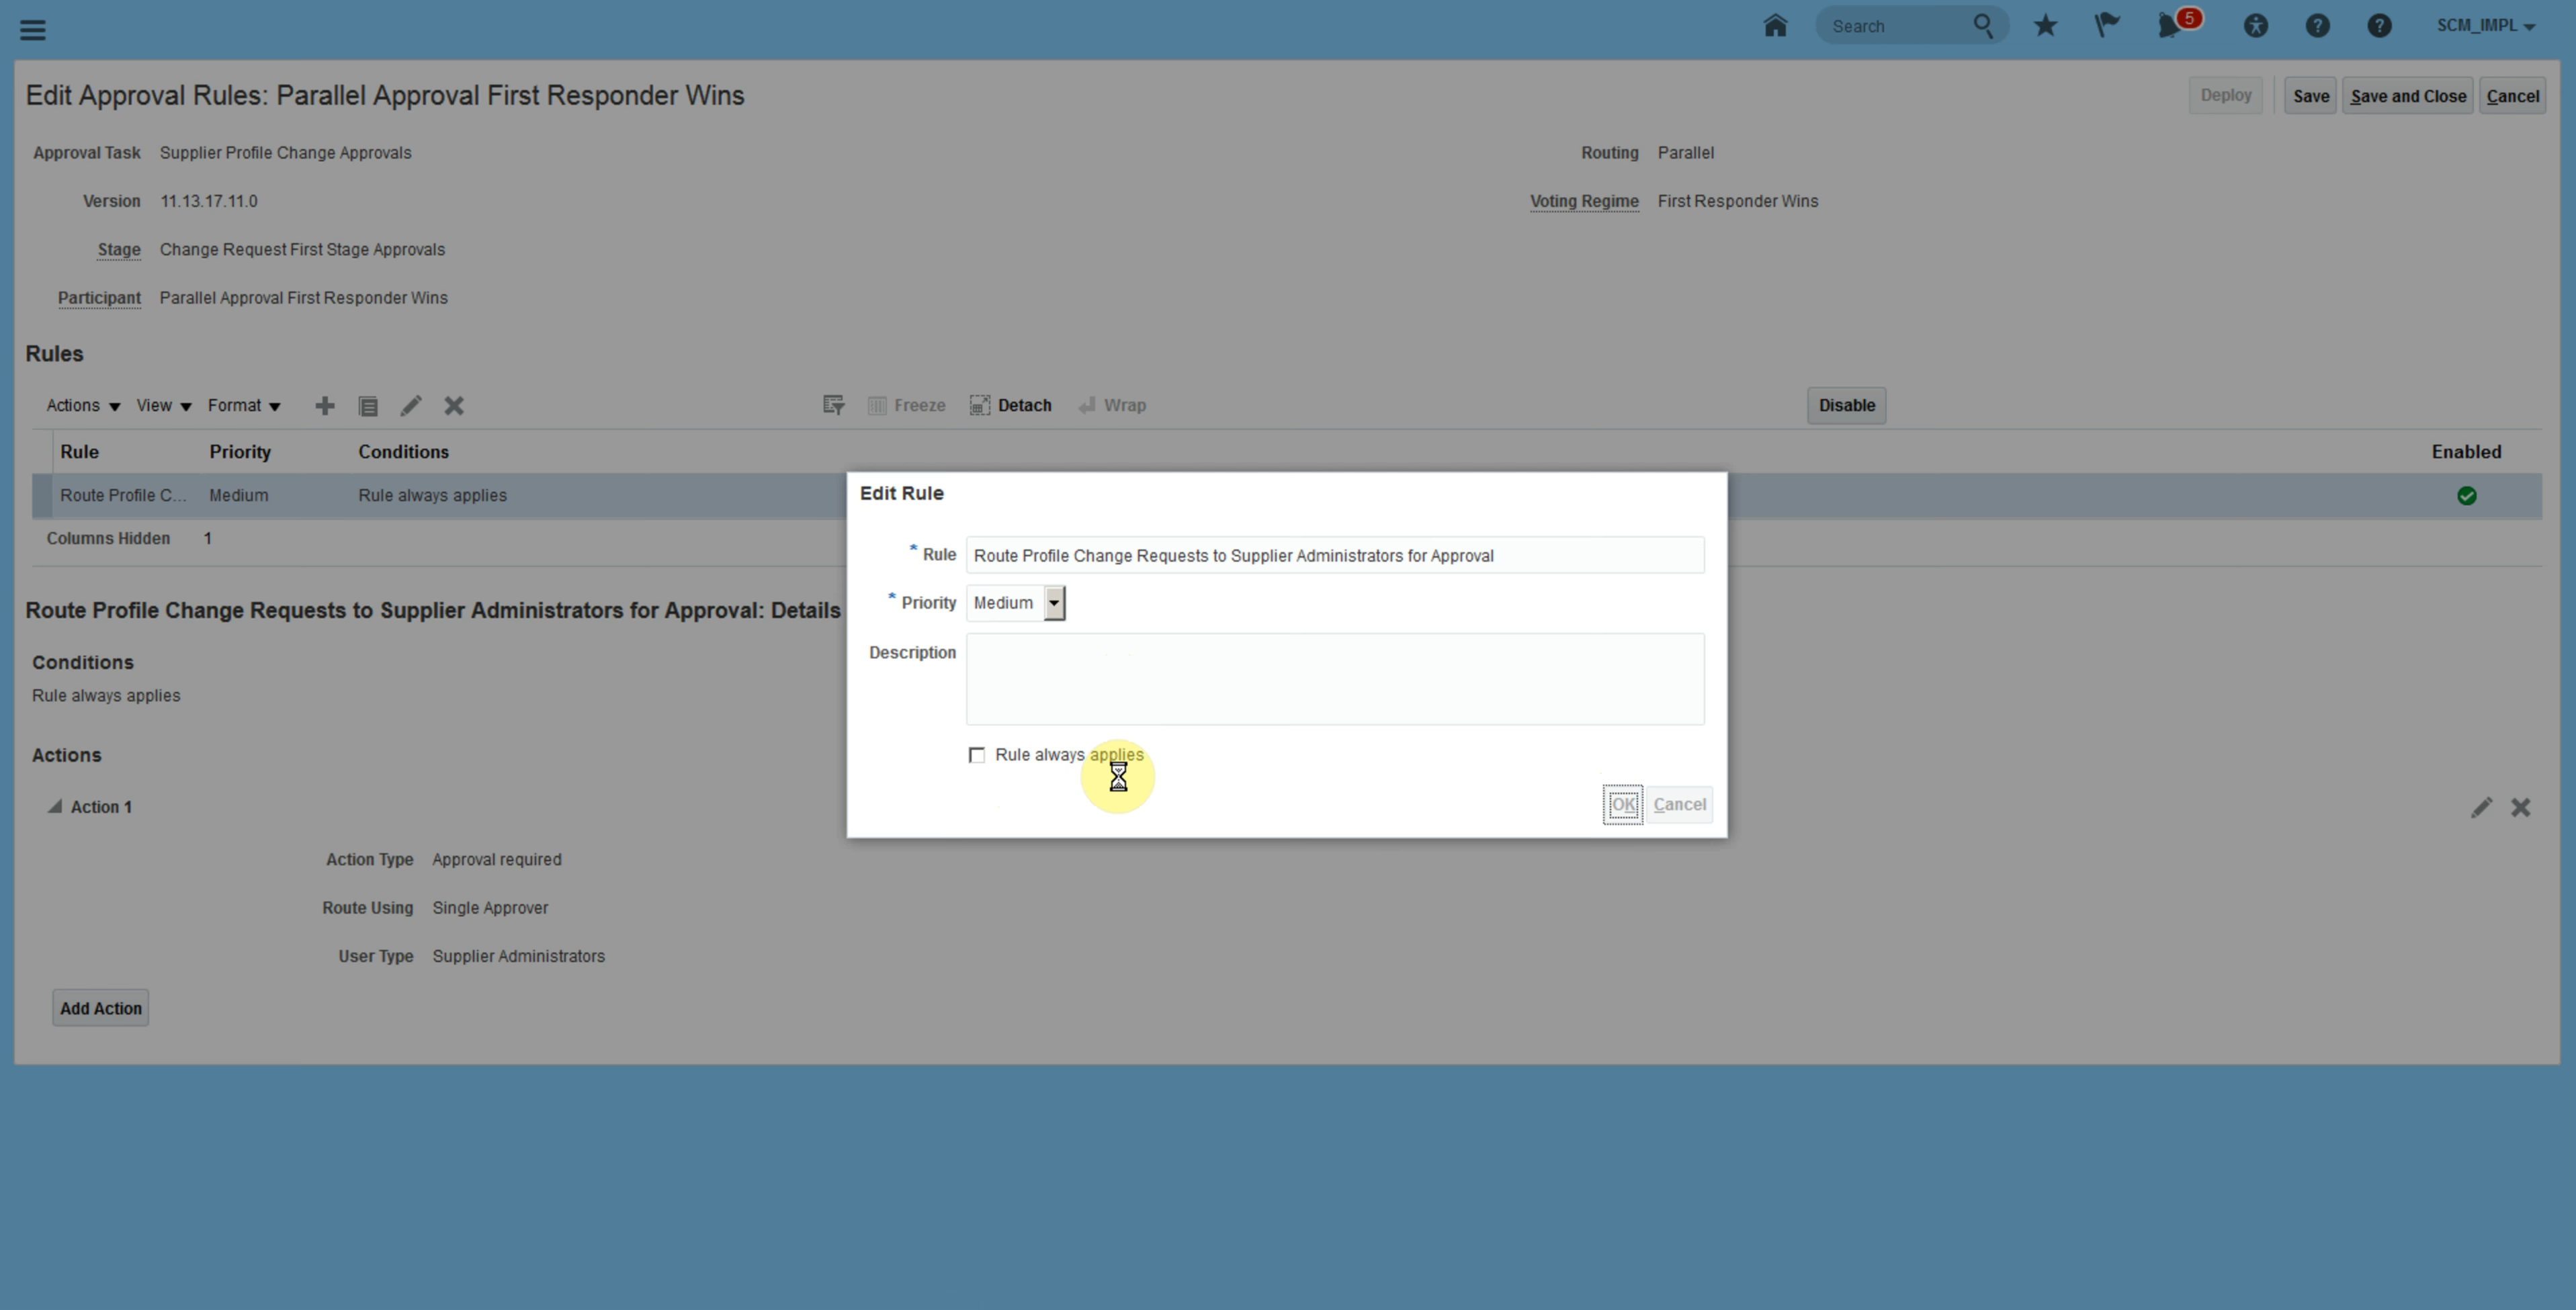 Search
5
? ?
SCM_IMPL
Edit Approval Rules: Parallel Approval First Responder Wins
Deploy Save Save and Close Cancel
Approval Task Supplier Profile Change Approvals
Routing Parallel
Version 11.13.17.11.0
Voting Regime First Responder Wins
Stage Change Request First Stage Approvals
Participant Parallel Approval First Responder Wins
Rules
Actions View Format Freeze Detach Wrap Disable
Rule Priority Conditions Enabled
Route Profile C... Medium Rule always applies
Columns Hidden 1
Route Profile Change Requests to Supplier Administrators for Approval: Details
Conditions
Rule always applies
Actions
Action 1
Action Type Approval required
Route Using Single Approver
User Type Supplier Administrators
Add Action
Edit Rule
* Rule Route Profile Change Requests to Supplier Administrators for Approval
* Priority Medium
Description
Rule always applies
OK Cancel